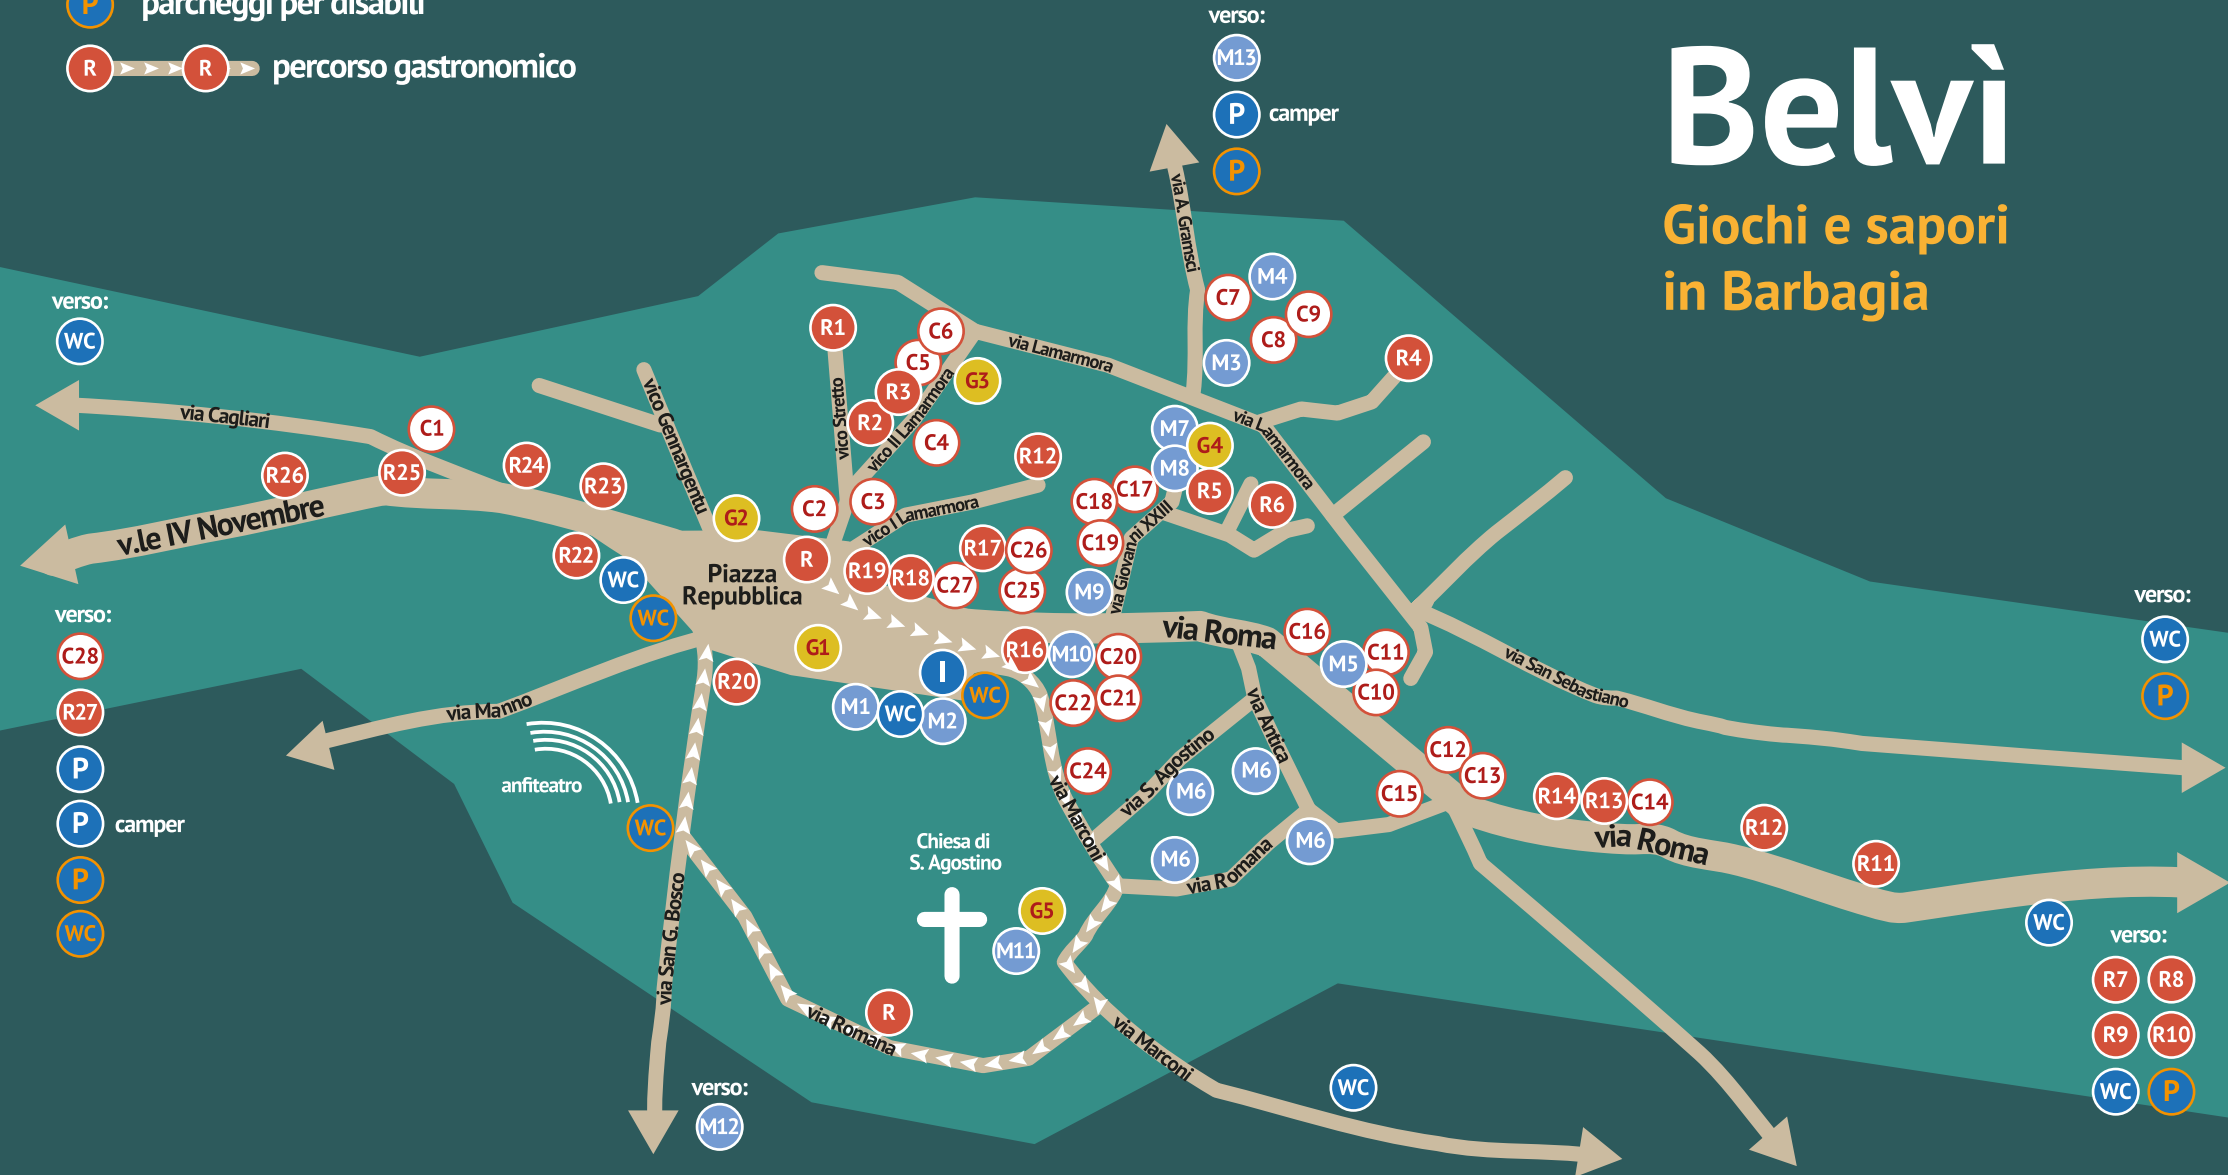 P parcheggi per disabili
R R percorso gastronomico
verso:
M13
P camper
P
Belvì
Giochi e sapori
in Barbagia
via A. Gramsci
verso:
WC
via Cagliari
C1
R26
R25
R24
R23
v.le IV Novembre
R22
WC
WC
vico Gennargentu
G2
R1
vico Stretto
C6
C5
R3
R2
vico II Lamarmora
G3
C4
C2
C3
vico I Lamarmora
R12
via Lamarmora
C7
M4
C9
C8
M3
R4
via Lamarmora
M7
G4
M8
R5
R6
C17
C18
C19
via Giovanni XXIII
M9
Piazza
Repubblica
R
R19
R18
R17
C26
C27
C25
G1
I
WC
R16
M10
C20
C22
C21
M1
WC
M2
R20
via Roma
C16
M5
C11
C10
via San Sebastiano
verso:
WC
P
verso:
C28
R27
P
P camper
P
WC
via Manno
anfiteatro
WC
via San G. Bosco
C24
via Marconi
via S. Agostino
via Antica
M6
M6
M6
M6
via Romana
C12
C13
C15
R14
R13
C14
via Roma
R12
R11
WC
verso:
R7 R8
R9 R10
WC P
Chiesa di
S. Agostino
G5
M11
R
via Romana
via Marconi
WC
verso:
M12